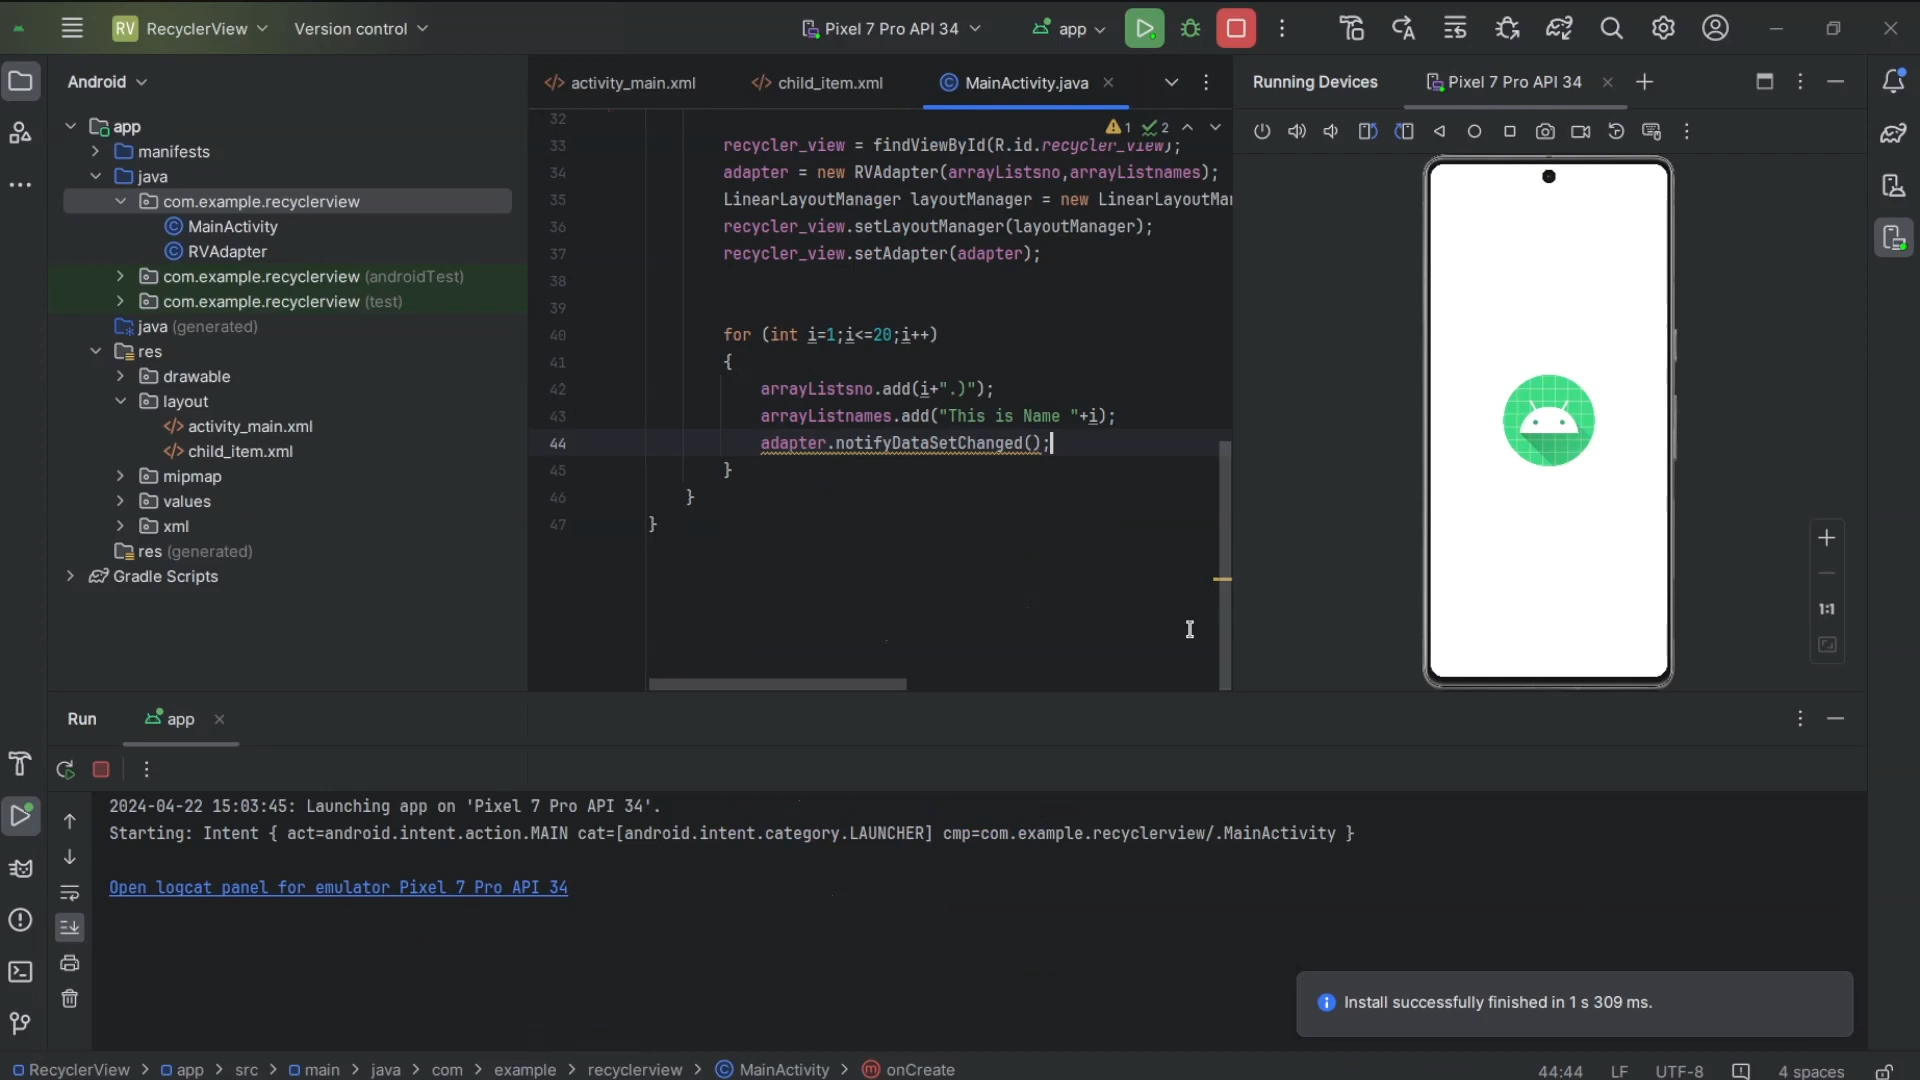 RV RecyclerView Version control Pixel 7 Pro API 34 app
Android
app
manifests
java
com.example.recyclerview
MainActivity
RVAdapter
com.example.recyclerview (androidTest)
com.example.recyclerview (test)
java (generated)
res
drawable
layout
activity_main.xml
child_item.xml
mipmap
values
xml
res (generated)
Gradle Scripts
activity_main.xml child_item.xml MainActivity.java
1 2
32
33 recycler_view = findViewById(R.id.recycler_view);
34 adapter = new RVAdapter(arrayListsno,arrayListnames);
35 LinearLayoutManager layoutManager = new LinearLayoutMa
36 recycler_view.setLayoutManager(layoutManager);
37 recycler_view.setAdapter(adapter);
38
39
40 for (int i=1;i<=20;i++)
41 {
42 arrayListsno.add(i+".)");
43 arrayListnames.add("This is Name "+i);
44 adapter.notifyDataSetChanged();
45 }
46 }
47 }
Running Devices Pixel 7 Pro API 34
1:1
Run app
2024-04-22 15:03:45: Launching app on 'Pixel 7 Pro API 34'.
Starting: Intent { act=android.intent.action.MAIN cat=[android.intent.category.LAUNCHER] cmp=com.example.recyclerview/.MainActivity }
Open logcat panel for emulator Pixel 7 Pro API 34
Install successfully finished in 1 s 309 ms.
RecyclerView > app > src > main > java > com > example > recyclerview > MainActivity > onCreate 44:44 LF UTF-8 4 spaces